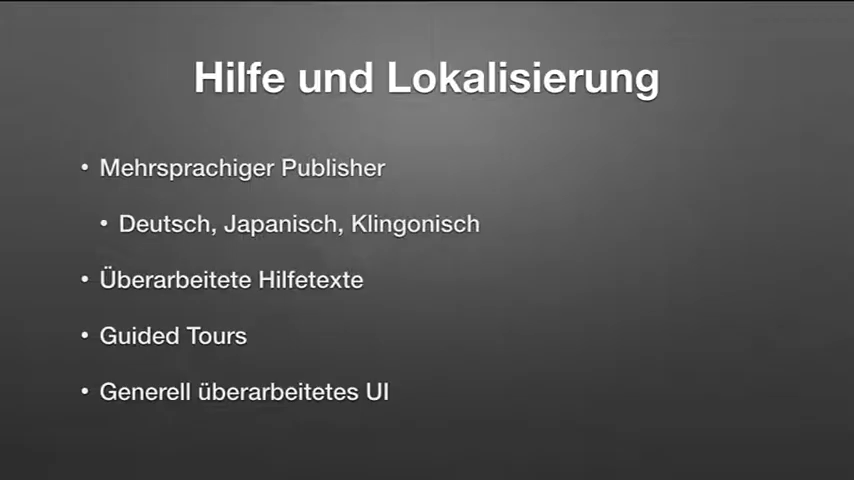 Hilfe und Lokalisierung
• Mehrsprachiger Publisher
• Deutsch, Japanisch, Klingonisch
• Überarbeitete Hilfetexte
• Guided Tours
• Generell überarbeitetes UI